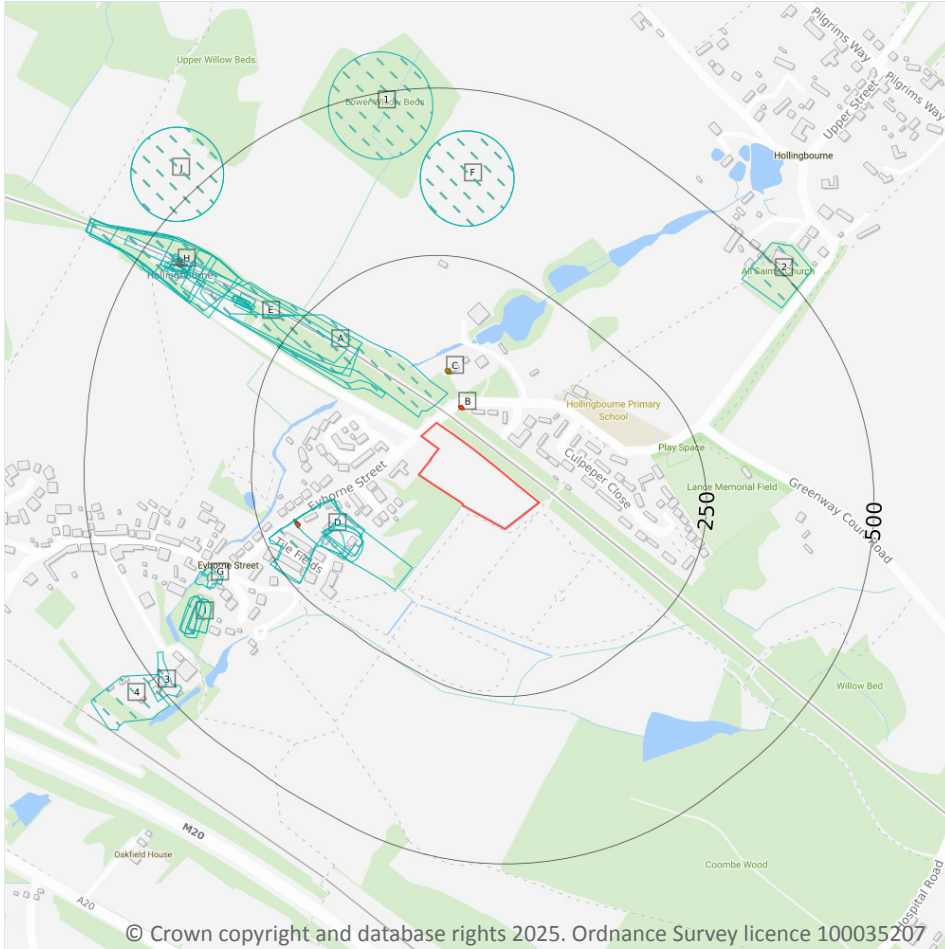 Pilgrims Way
Upper Willow Beds
Pilgrims Way
1
Lower Willow Beds
Upper Street
Hollingbourne
J
F
H
2
All Saints Church
E
A
C
B
Hollingbourne Primary
School
Play Space
Culpeper Close
Lance Memorial Field
Eyhorne Street
Greenway Court Road
250
500
D
The Fields
Eyhorne Street
G
I
3
4
Willow Bed
M20
Oakfield House
Coombe Wood
A20
Hospital Road
© Crown copyright and database rights 2025. Ordnance Survey licence 100035207